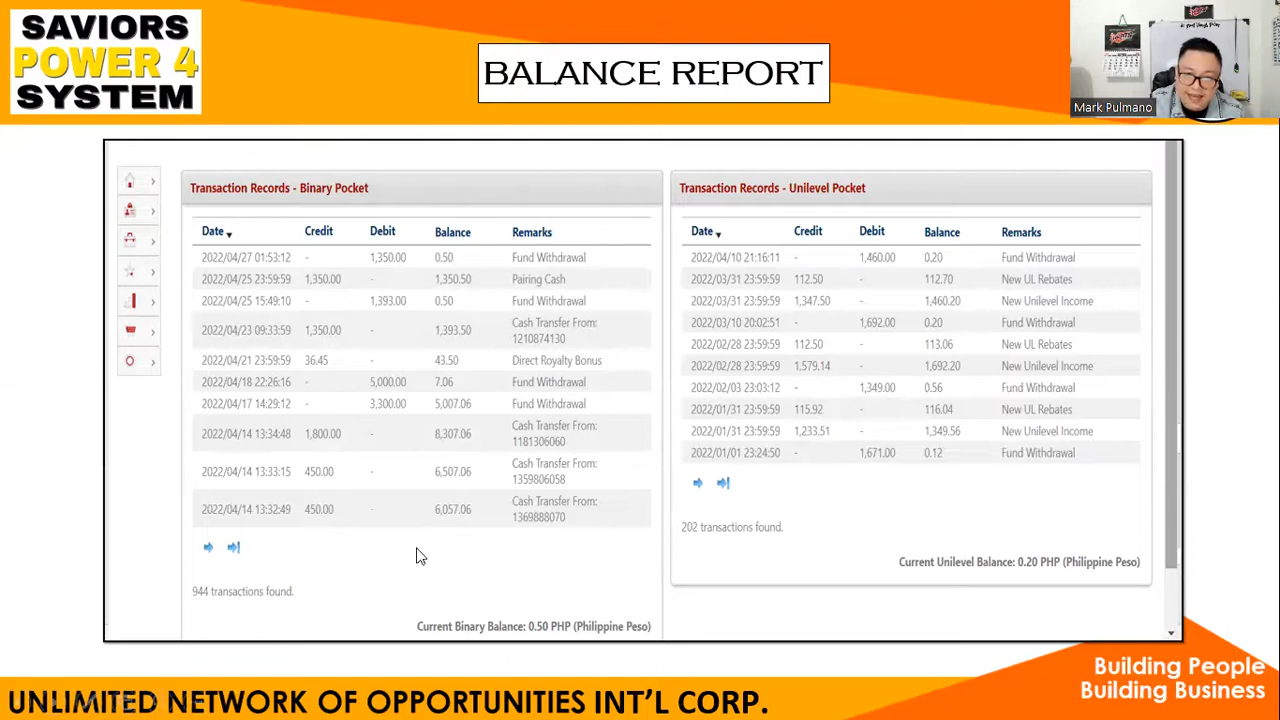 SAVIORS
POWER 4
SYSTEM
BALANCE REPORT
Mark Pulmano
Transaction Records - Binary Pocket
Date Credit Debit Balance Remarks
2022/04/27 01:53:12 - 1,350.00 0.50 Fund Withdrawal
2022/04/25 23:59:59 1,350.00 - 1,350.50 Pairing Cash
2022/04/25 15:49:10 - 1,393.00 0.50 Fund Withdrawal
2022/04/23 09:33:59 1,350.00 - 1,393.50 Cash Transfer From:
1210874130
2022/04/21 23:59:59 36.45 - 43.50 Direct Royalty Bonus
2022/04/18 22:26:16 - 5,000.00 7.06 Fund Withdrawal
2022/04/17 14:29:12 - 3,300.00 5,007.06 Fund Withdrawal
2022/04/14 13:34:48 1,800.00 - 8,307.06 Cash Transfer From:
1181306060
2022/04/14 13:33:15 450.00 - 6,507.06 Cash Transfer From:
1359806058
2022/04/14 13:32:49 450.00 - 6,057.06 Cash Transfer From:
1369888070
944 transactions found.
Current Binary Balance: 0.50 PHP (Philippine Peso)
Transaction Records - Unilevel Pocket
Date Credit Debit Balance Remarks
2022/04/10 21:16:11 - 1,460.00 0.20 Fund Withdrawal
2022/03/31 23:59:59 112.50 - 112.70 New UL Rebates
2022/03/31 23:59:59 1,347.50 - 1,460.20 New Unilevel Income
2022/03/10 20:02:51 - 1,692.00 0.20 Fund Withdrawal
2022/02/28 23:59:59 112.50 - 113.06 New UL Rebates
2022/02/28 23:59:59 1,579.14 - 1,692.20 New Unilevel Income
2022/02/03 23:03:12 - 1,349.00 0.56 Fund Withdrawal
2022/01/31 23:59:59 115.92 - 116.04 New UL Rebates
2022/01/31 23:59:59 1,233.51 - 1,349.56 New Unilevel Income
2022/01/01 23:24:50 - 1,671.00 0.12 Fund Withdrawal
202 transactions found.
Current Unilevel Balance: 0.20 PHP (Philippine Peso)
Building People
Building Business
UNLIMITED NETWORK OF OPPORTUNITIES INT'L CORP.